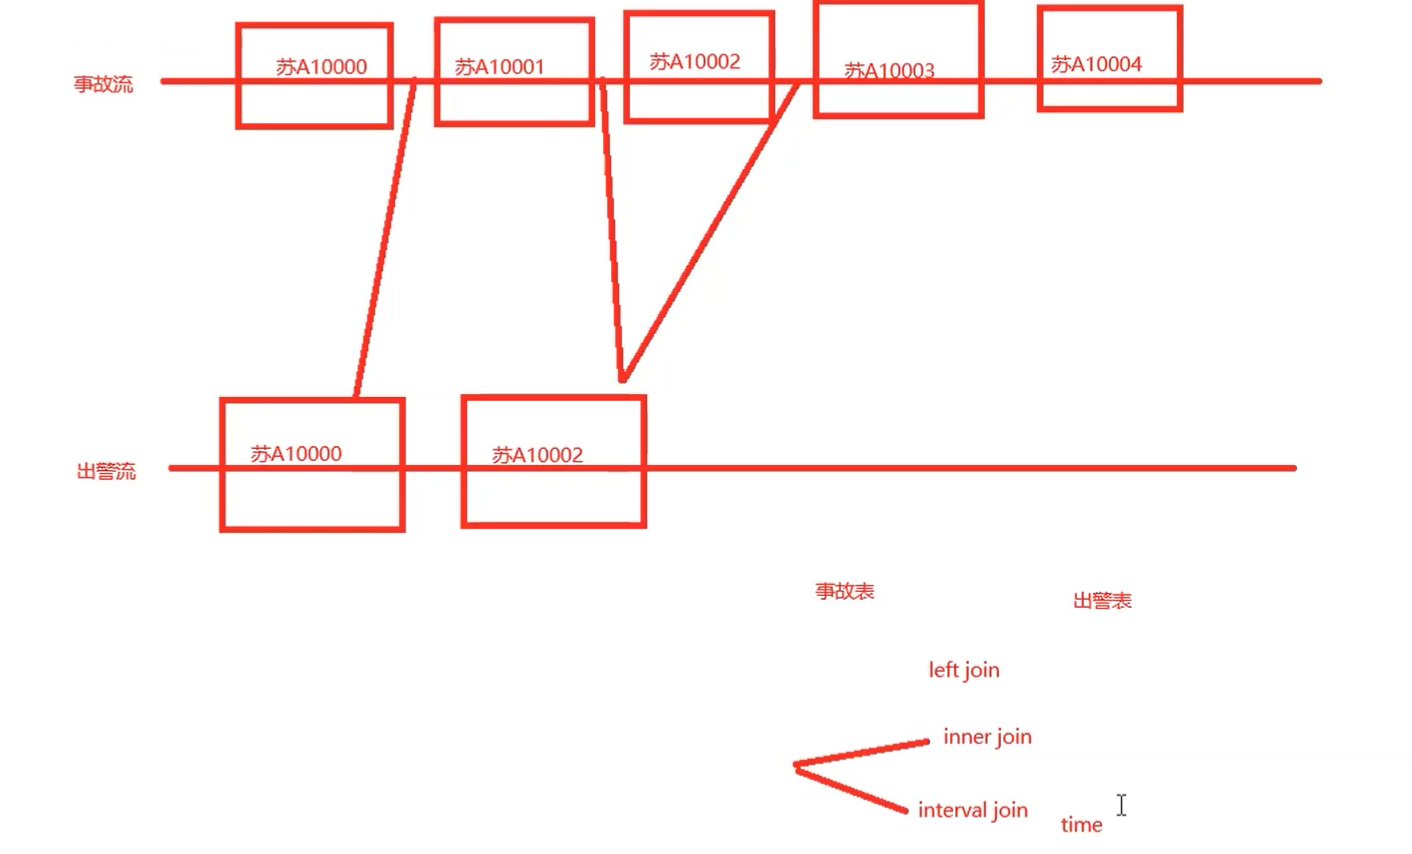 事故流
苏A10000
苏A10001
苏A10002
苏A10003
苏A10004
出警流
苏A10000
苏A10002
事故表
出警表
left join
inner join
interval join
time